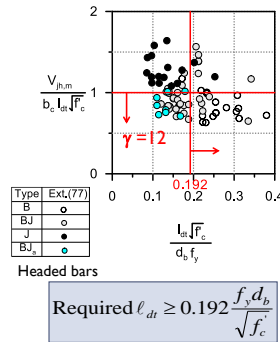 2
V_jh,m
b_c l_dt √f'_c
1
γ=12
0
0 0.1 0.2 0.3 0.4
0.192
l_dt √f'_c
d_b f_y
Type Ext.(77)
B
BJ
J
BJ_a
Headed bars
Required ℓ_dt ≥ 0.192 f_y d_b / √f'_c